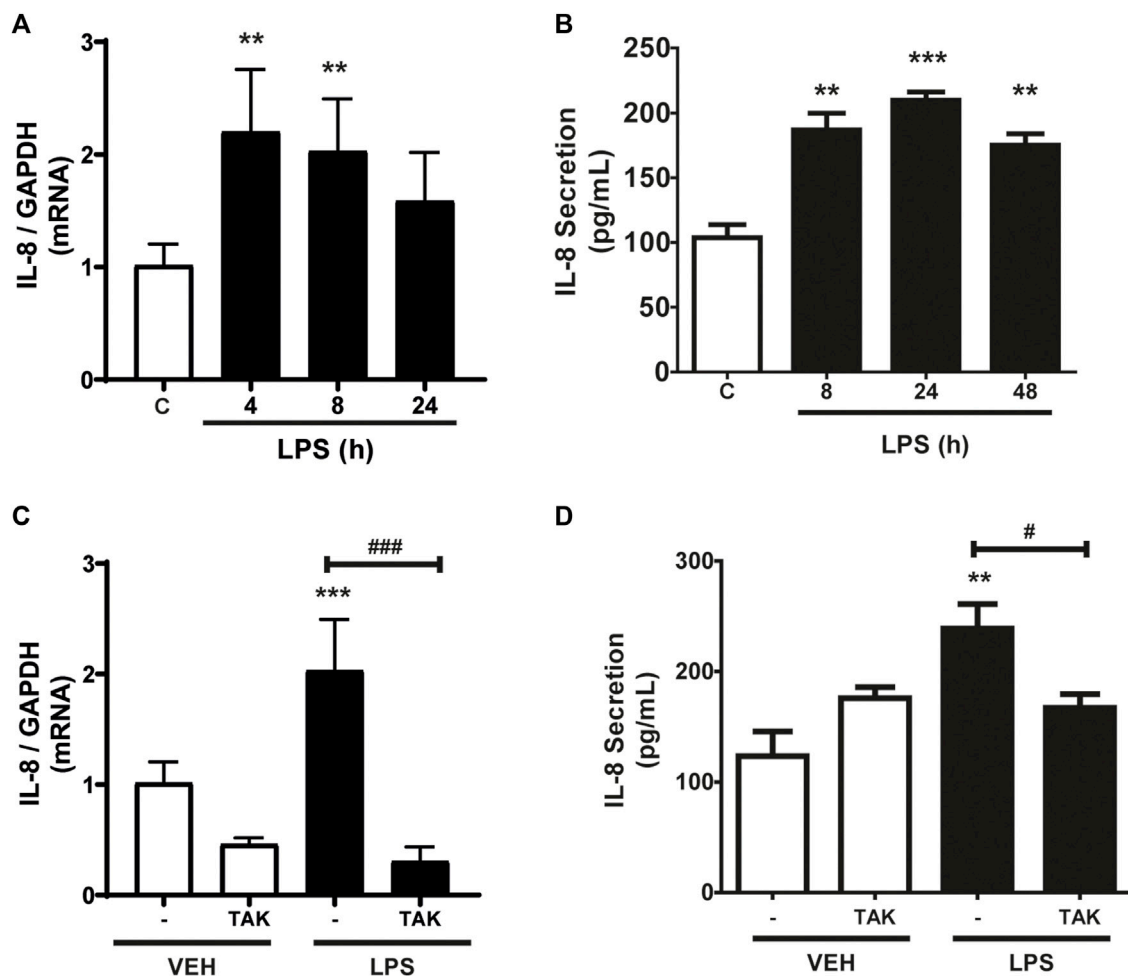 A
IL-8 / GAPDH
(mRNA)
3
2
1
0
**
**
C
4
8
24
LPS (h)
B
IL-8 Secretion
(pg/mL)
250
200
150
100
50
0
**
***
**
C
8
24
48
LPS (h)
C
IL-8 / GAPDH
(mRNA)
3
2
1
0
###
***
-
TAK
-
TAK
VEH
LPS
D
IL-8 Secretion
(pg/mL)
300
200
100
0
#
**
-
TAK
-
TAK
VEH
LPS